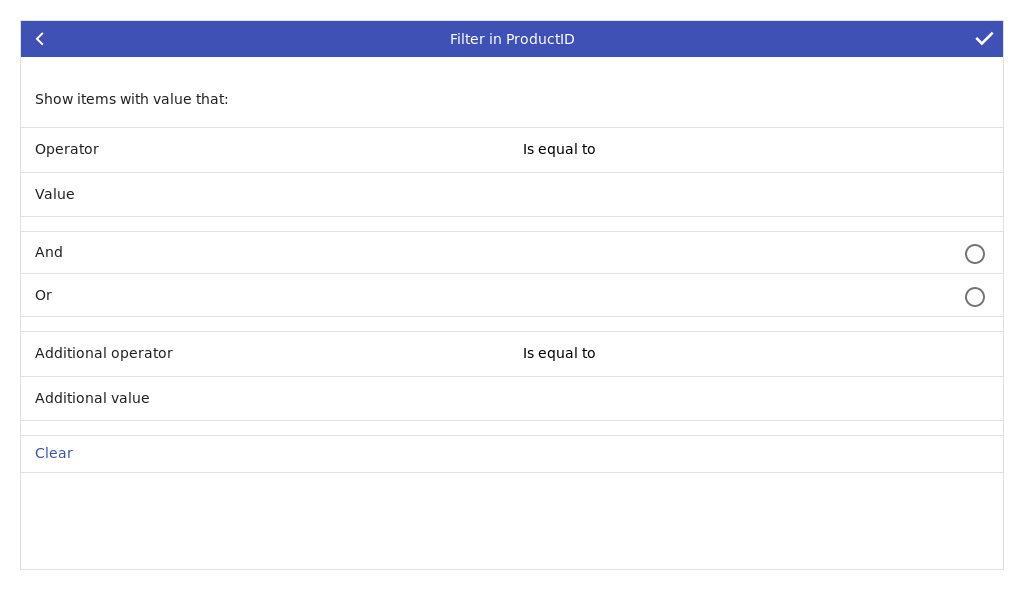 Filter in ProductID
Show items with value that:
Operator Is equal to
Value
And
Or
Additional operator Is equal to
Additional value
Clear